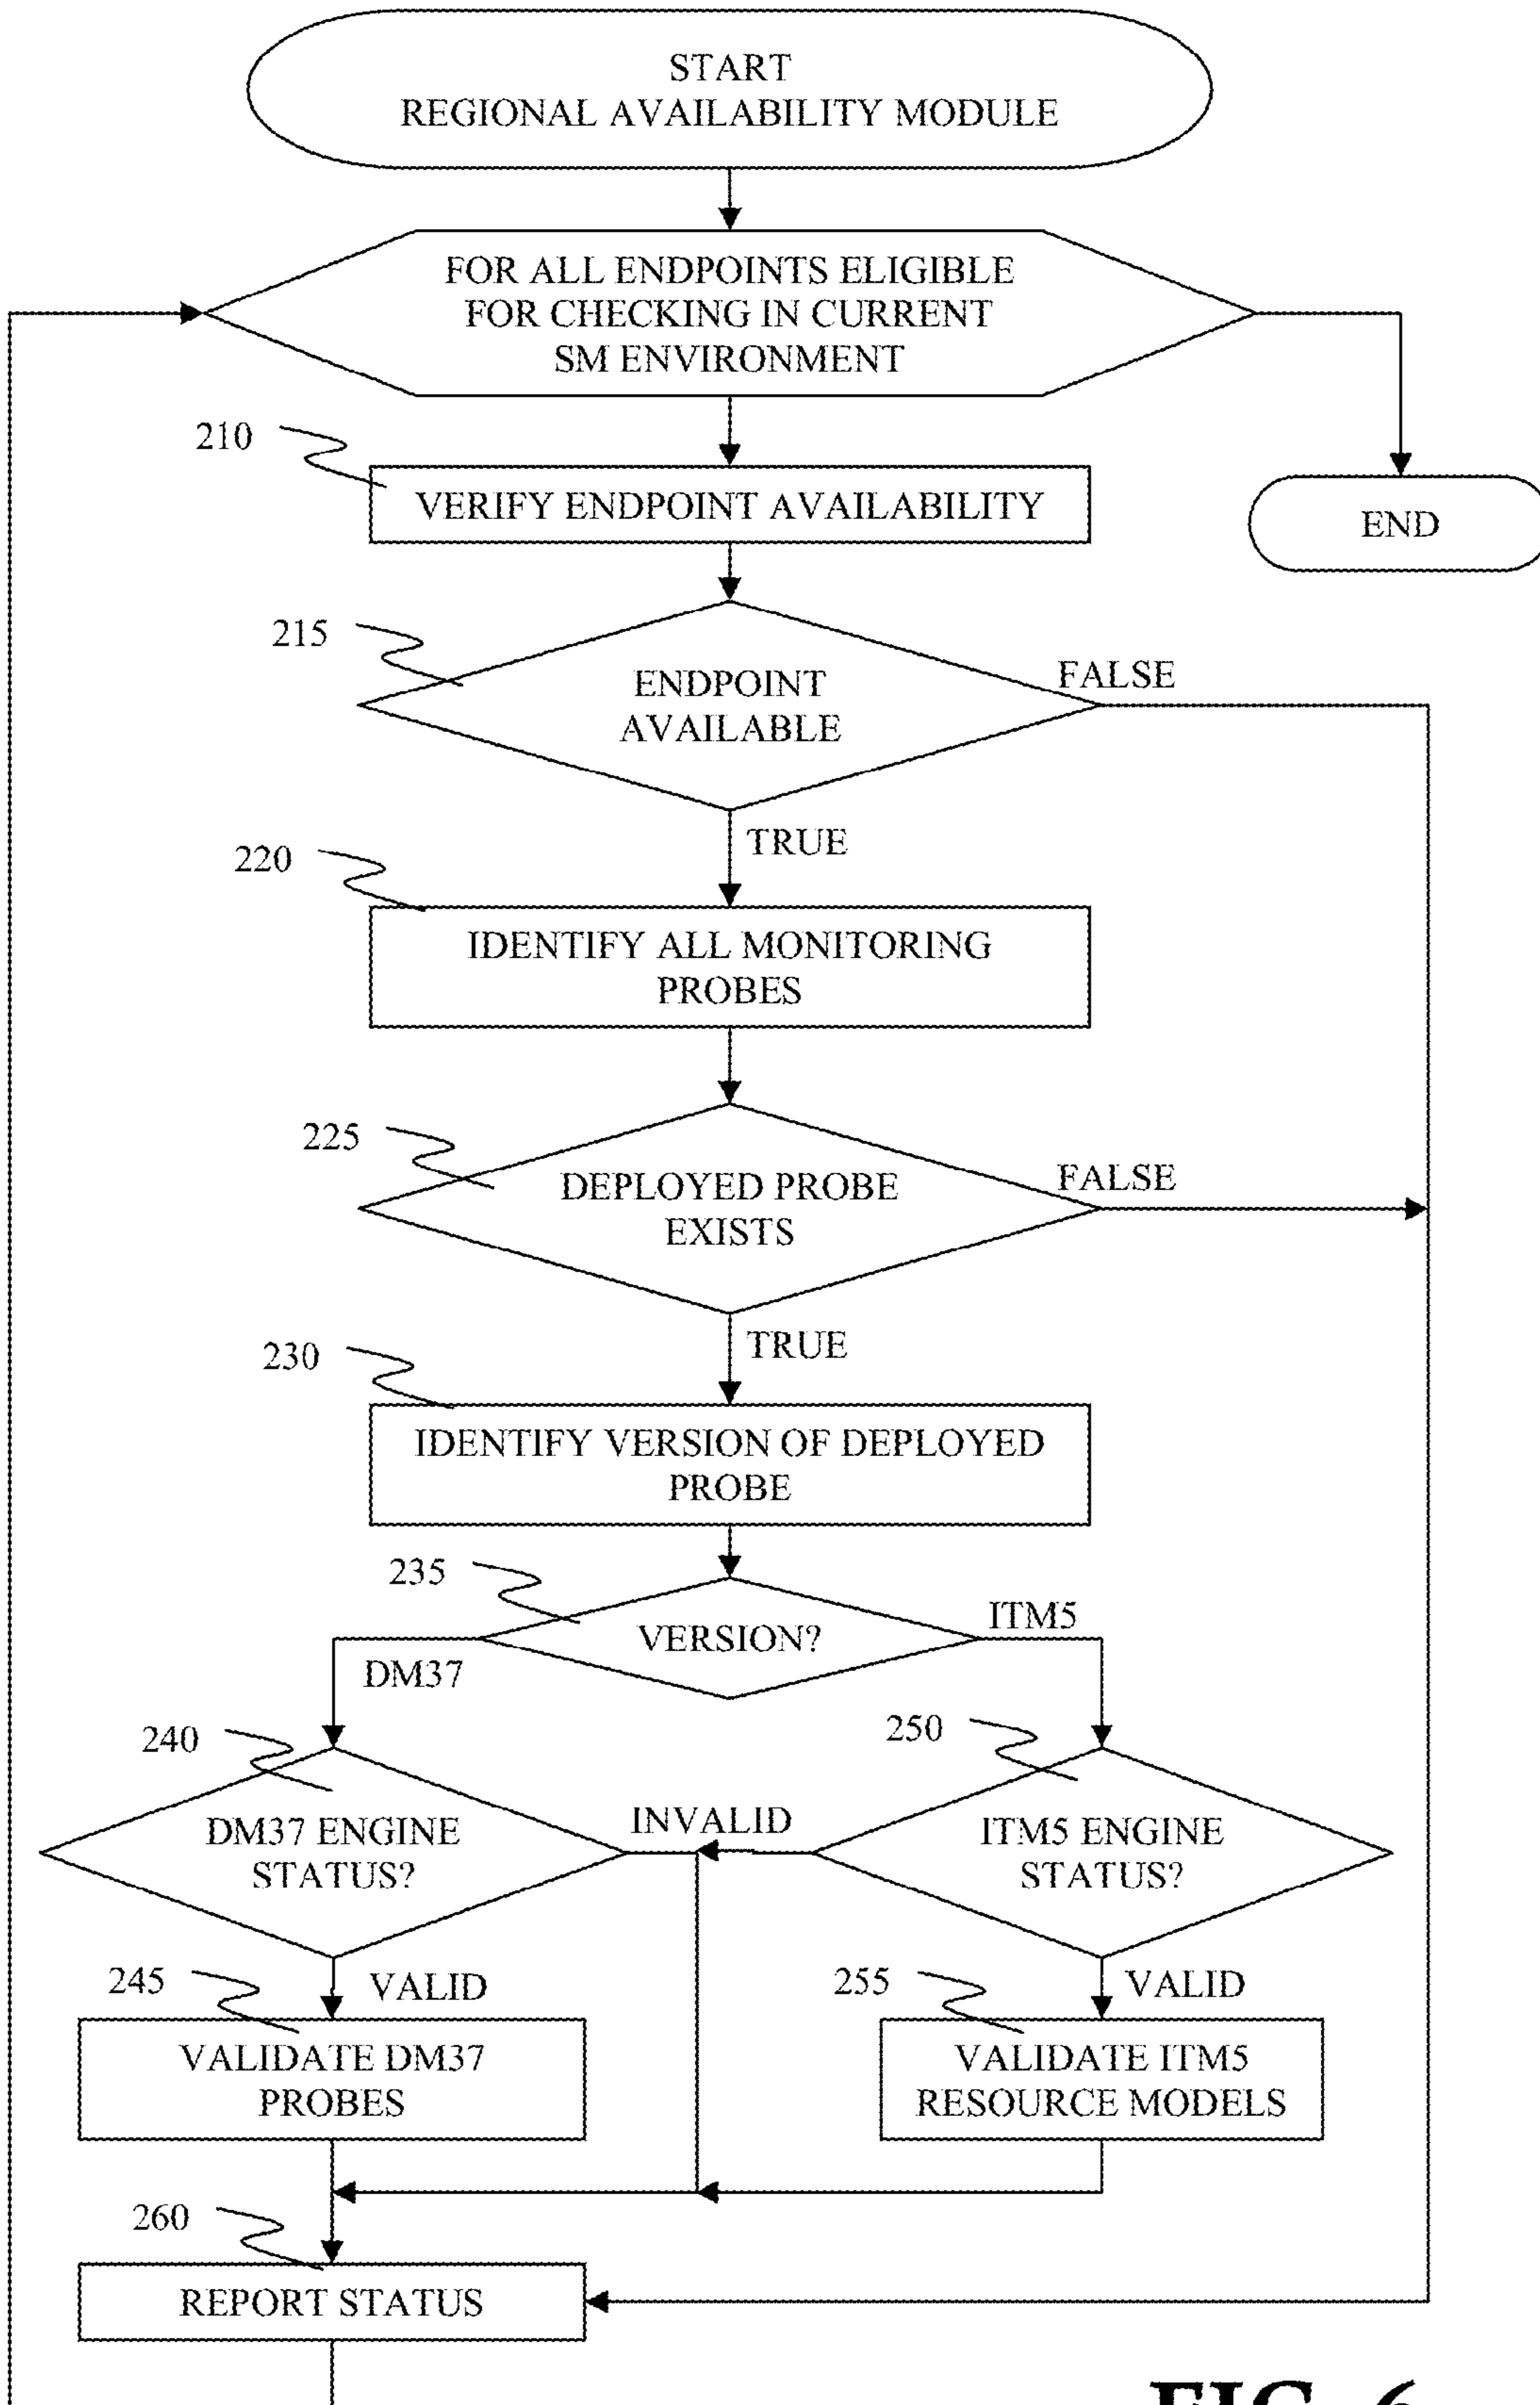 START
REGIONAL AVAILABILITY MODULE
FOR ALL ENDPOINTS ELIGIBLE
FOR CHECKING IN CURRENT
SM ENVIRONMENT
210
VERIFY ENDPOINT AVAILABILITY
END
215
ENDPOINT
AVAILABLE
FALSE
TRUE
220
IDENTIFY ALL MONITORING
PROBES
225
DEPLOYED PROBE
EXISTS
FALSE
TRUE
230
IDENTIFY VERSION OF DEPLOYED
PROBE
235
VERSION?
ITM5
DM37
240
250
DM37 ENGINE
STATUS?
INVALID
ITM5 ENGINE
STATUS?
245
VALID
255
VALID
VALIDATE DM37
PROBES
VALIDATE ITM5
RESOURCE MODELS
260
REPORT STATUS
FIG. 6